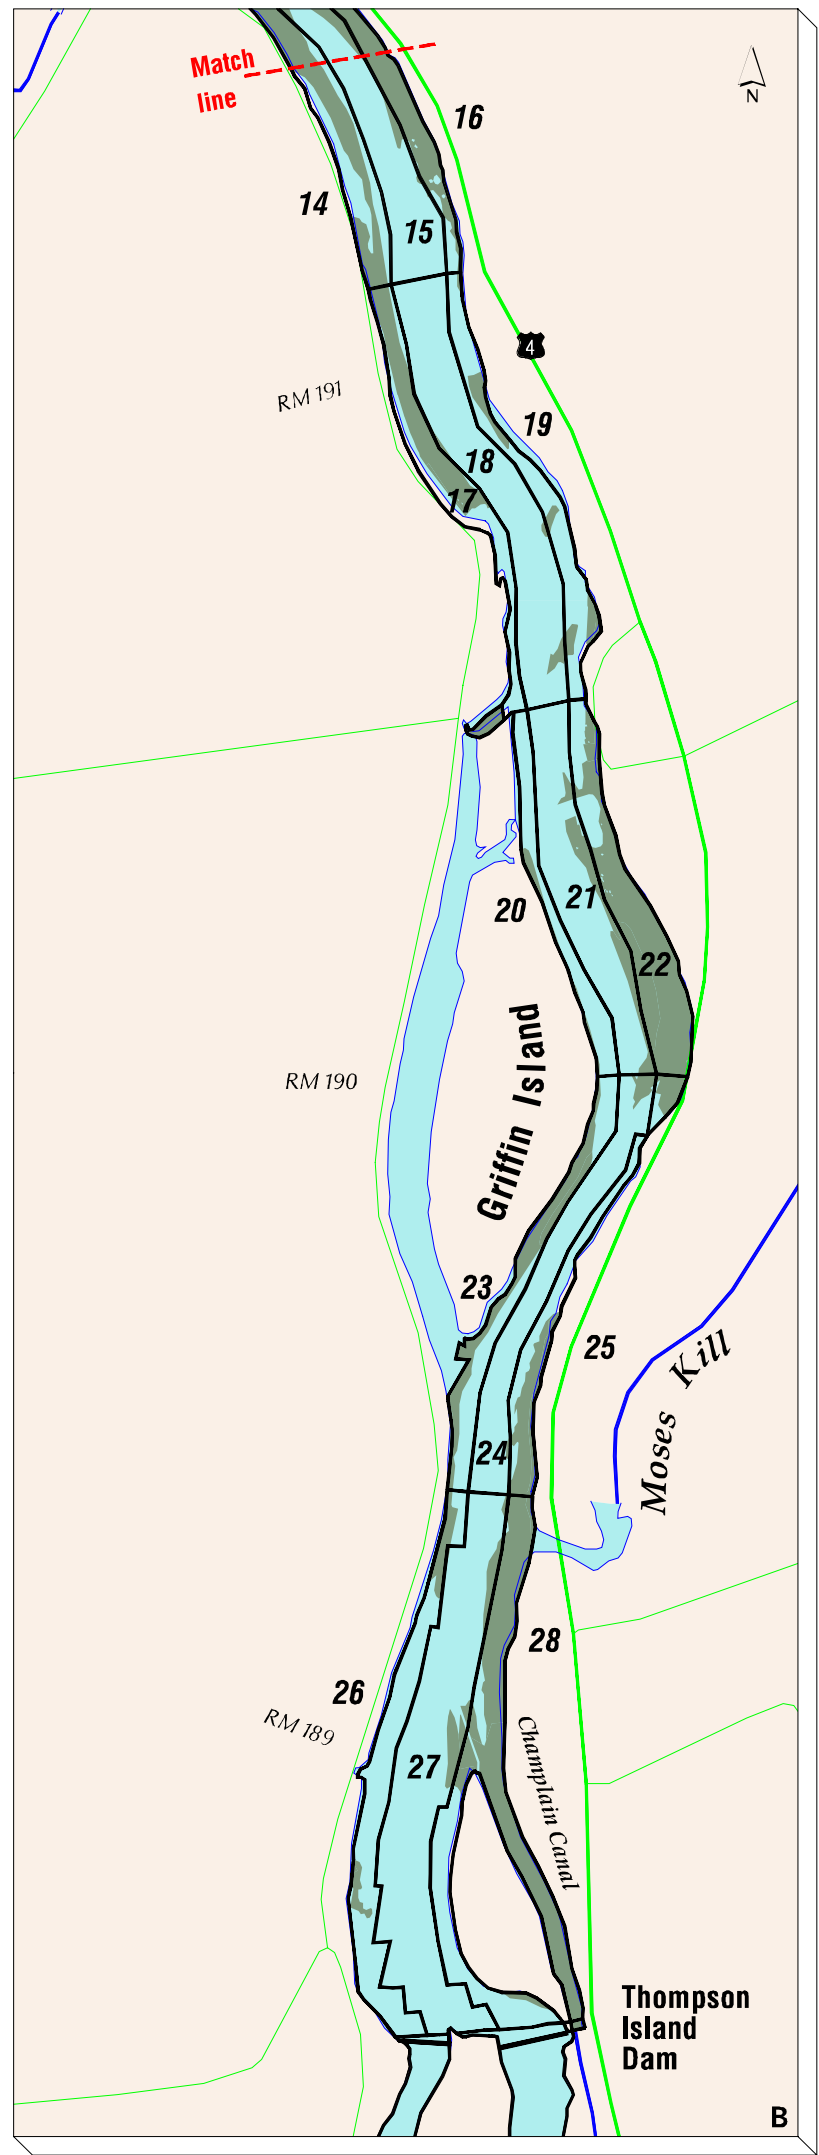 Match
line
N
16
14
15
4
RM 191
19
18
17
20
21
22
Griffin Island
RM 190
23
25
Moses Kill
24
28
26
RM 189
27
Champlain Canal
Thompson
Island
Dam
B